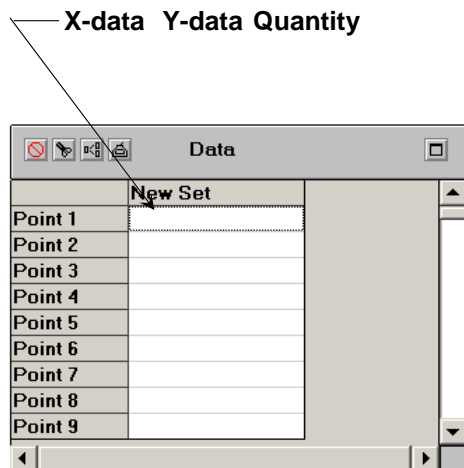 X-data Y-data Quantity
Data
New Set
Point 1
Point 2
Point 3
Point 4
Point 5
Point 6
Point 7
Point 8
Point 9